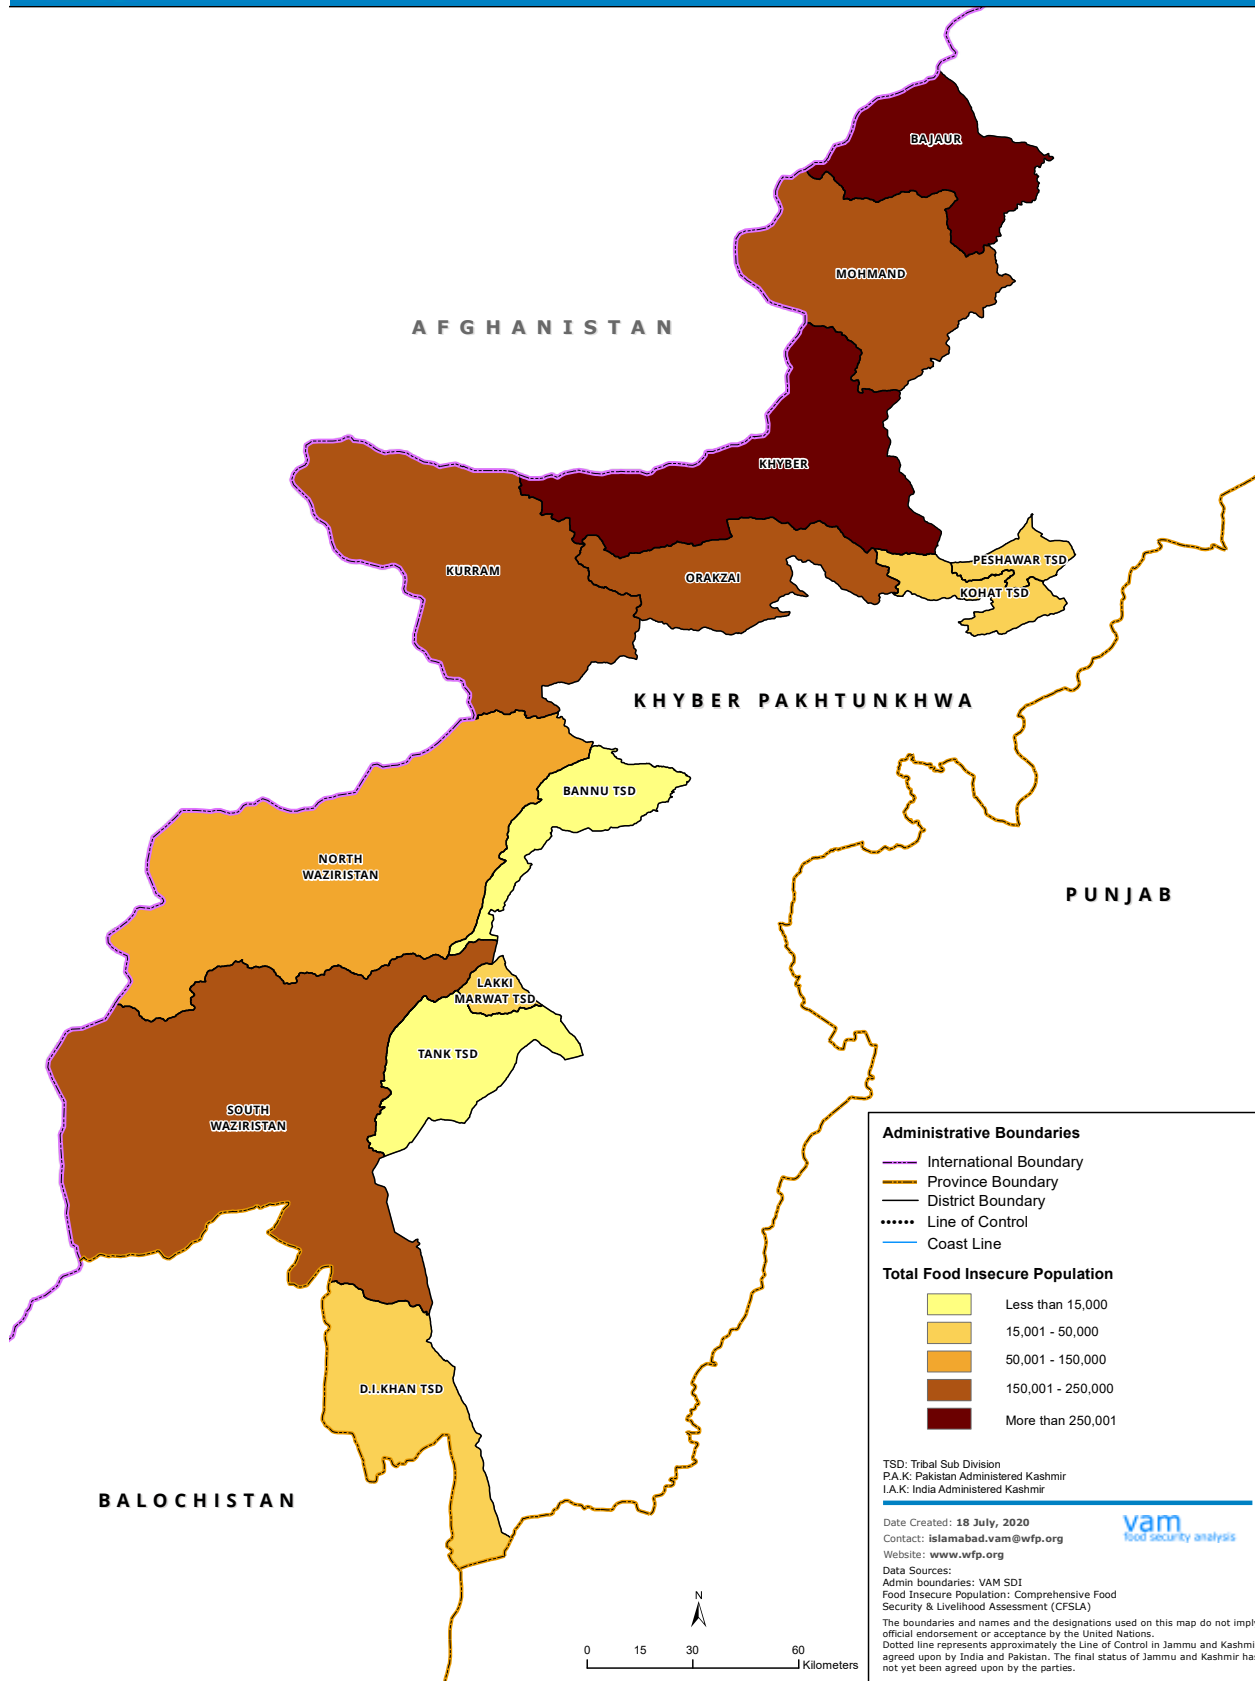 BAJAUR
MOHMAND
AFGHANISTAN
KHYBER
PESHAWAR TSD
KURRAM
ORAKZAI
KOHAT TSD
KHYBER PAKHTUNKHWA
BANNU TSD
NORTH
WAZIRISTAN
PUNJAB
LAKKI
MARWAT TSD
TANK TSD
SOUTH
WAZIRISTAN
D.I.KHAN TSD
BALOCHISTAN
N
0 15 30 60
Kilometers
Administrative Boundaries
International Boundary
Province Boundary
District Boundary
Line of Control
Coast Line
Total Food Insecure Population
Less than 15,000
15,001 - 50,000
50,001 - 150,000
150,001 - 250,000
More than 250,001
TSD: Tribal Sub Division
P.A.K: Pakistan Administered Kashmir
I.A.K: India Administered Kashmir
Date Created: 18 July, 2020
Contact: islamabad.vam@wfp.org
Website: www.wfp.org
vam
food security analysis
Data Sources:
Admin boundaries: VAM SDI
Food Insecure Population: Comprehensive Food
Security & Livelihood Assessment (CFSLA)
The boundaries and names and the designations used on this map do not imply
official endorsement or acceptance by the United Nations.
Dotted line represents approximately the Line of Control in Jammu and Kashmir
agreed upon by India and Pakistan. The final status of Jammu and Kashmir has
not yet been agreed upon by the parties.